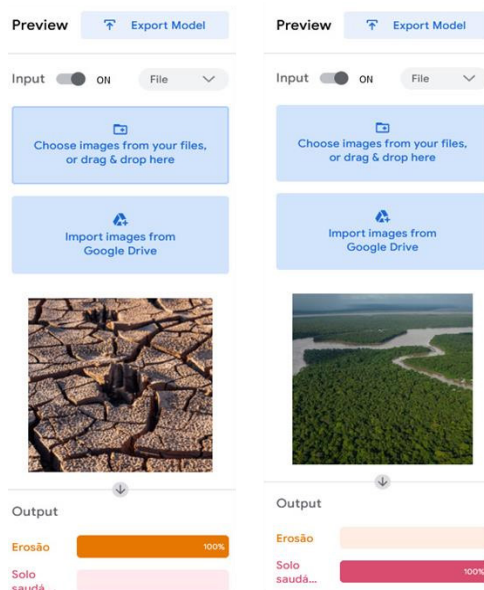 Preview
Export Model
Input
ON
File
Choose images from your files,
or drag & drop here
Import images from
Google Drive
Output
Erosão
100%
Solo
saudá...
Preview
Export Model
Input
ON
File
Choose images from your files,
or drag & drop here
Import images from
Google Drive
Output
Erosão
Solo
saudá...
100%